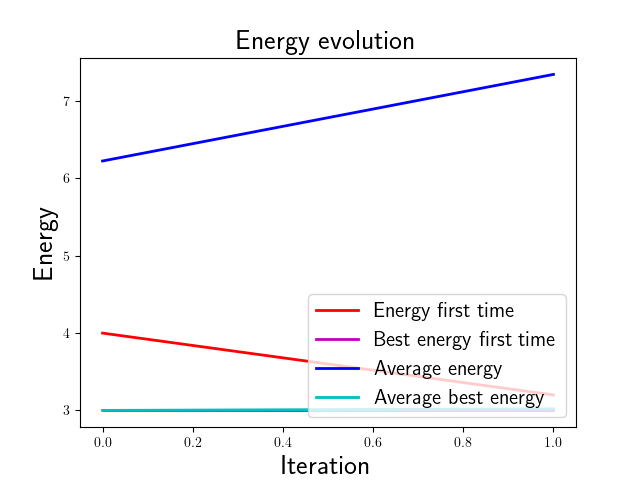 Energy evolution
7
6
5
4
3
Energy
Energy first time
Best energy first time
Average energy
Average best energy
0.0 0.2 0.4 0.6 0.8 1.0
Iteration